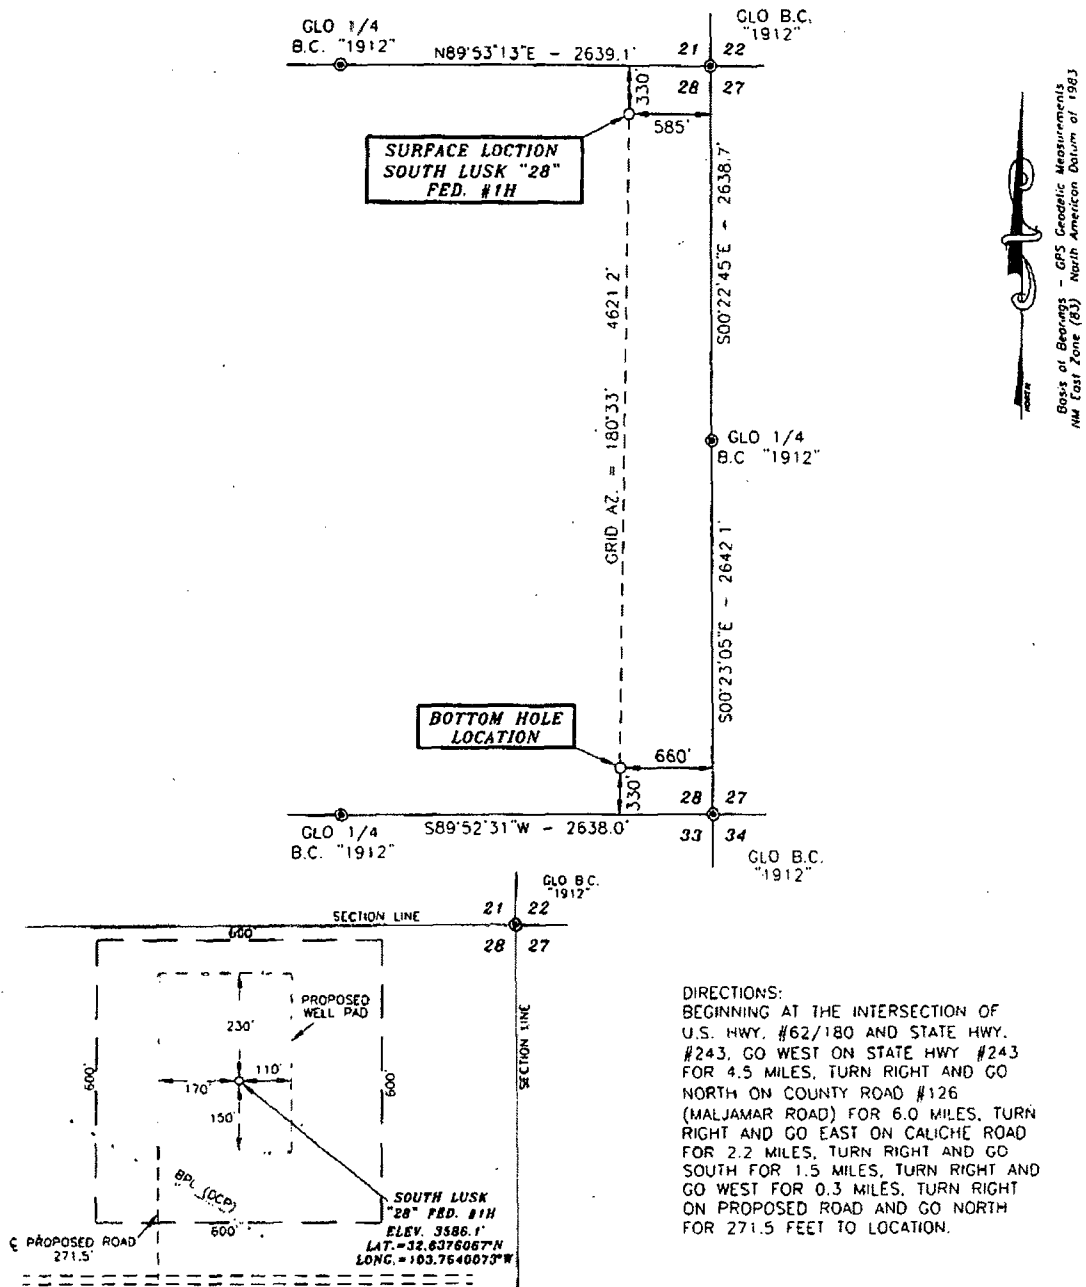 GLO 1/4
B.C. "1912"
GLO B.C.
"1912"
N89°53'13"E - 2639.1'
21 22
28 27
330'
585'
SURFACE LOCTION
SOUTH LUSK "28"
FED. #1H
S00°22'45"E - 2638.7'
4621.2'
GRID AZ. = 180°33'
GLO 1/4
B.C "1912"
S00°23'05"E - 2642.1'
BOTTOM HOLE
LOCATION
660'
330'
28 27
33 34
GLO 1/4
B.C. "1912"
S89°52'31"W - 2638.0'
GLO B.C.
"1912"
NORTH
Basis of Bearings - GPS Geodetic Measurements
NM East Zone (83) North American Datum of 1983
GLO B.C.
"1912"
SECTION LINE
21 22
28 27
600'
PROPOSED
WELL PAD
230'
SECTION LINE
600'
170'
110'
600'
150'
BPL (DCP)
600'
SOUTH LUSK
"28" FED. #1H
ELEV. 3586.1'
LAT.=32.6376067°N
LONG.=103.7640073°W
℄ PROPOSED ROAD
271.5'
DIRECTIONS:
BEGINNING AT THE INTERSECTION OF
U.S. HWY. #62/180 AND STATE HWY.
#243, GO WEST ON STATE HWY #243
FOR 4.5 MILES, TURN RIGHT AND GO
NORTH ON COUNTY ROAD #126
(MALJAMAR ROAD) FOR 6.0 MILES, TURN
RIGHT AND GO EAST ON CALICHE ROAD
FOR 2.2 MILES, TURN RIGHT AND GO
SOUTH FOR 1.5 MILES, TURN RIGHT AND
GO WEST FOR 0.3 MILES, TURN RIGHT
ON PROPOSED ROAD AND GO NORTH
FOR 271.5 FEET TO LOCATION.